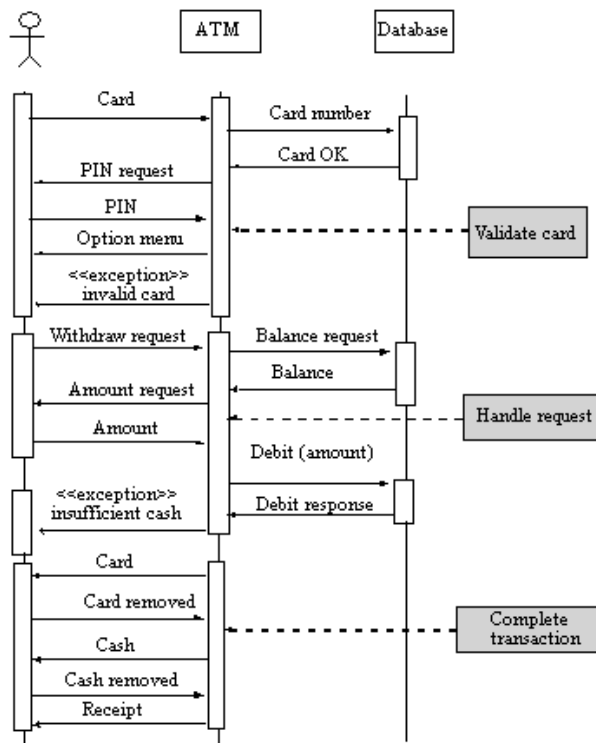 ATM
Database
Card
Card number
Card OK
PIN request
PIN
Option menu
Validate card
<<exception>>
invalid card
Withdraw request
Balance request
Balance
Amount request
Handle request
Amount
Debit (amount)
<<exception>>
insufficient cash
Debit response
Card
Card removed
Complete
transaction
Cash
Cash removed
Receipt